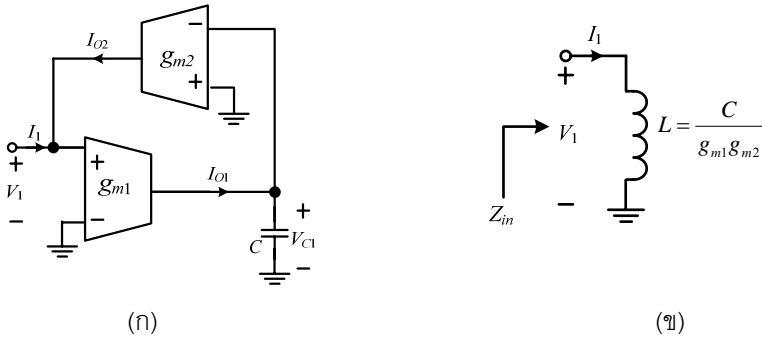 I_{O2}
g_{m2}
−
+
I_1
+
V_1
−
+
g_{m1}
−
I_{O1}
C
+
V_{C1}
−
(ก)
I_1
+
V_1
−
Z_{in}
L = \frac{C}{g_{m1}g_{m2}}
(ข)